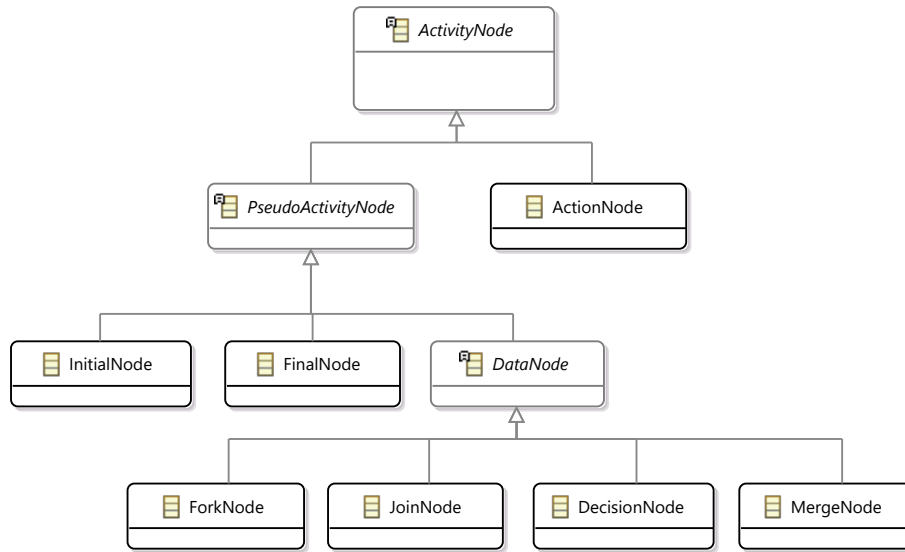 ActivityNode
PseudoActivityNode
ActionNode
InitialNode
FinalNode
DataNode
ForkNode
JoinNode
DecisionNode
MergeNode